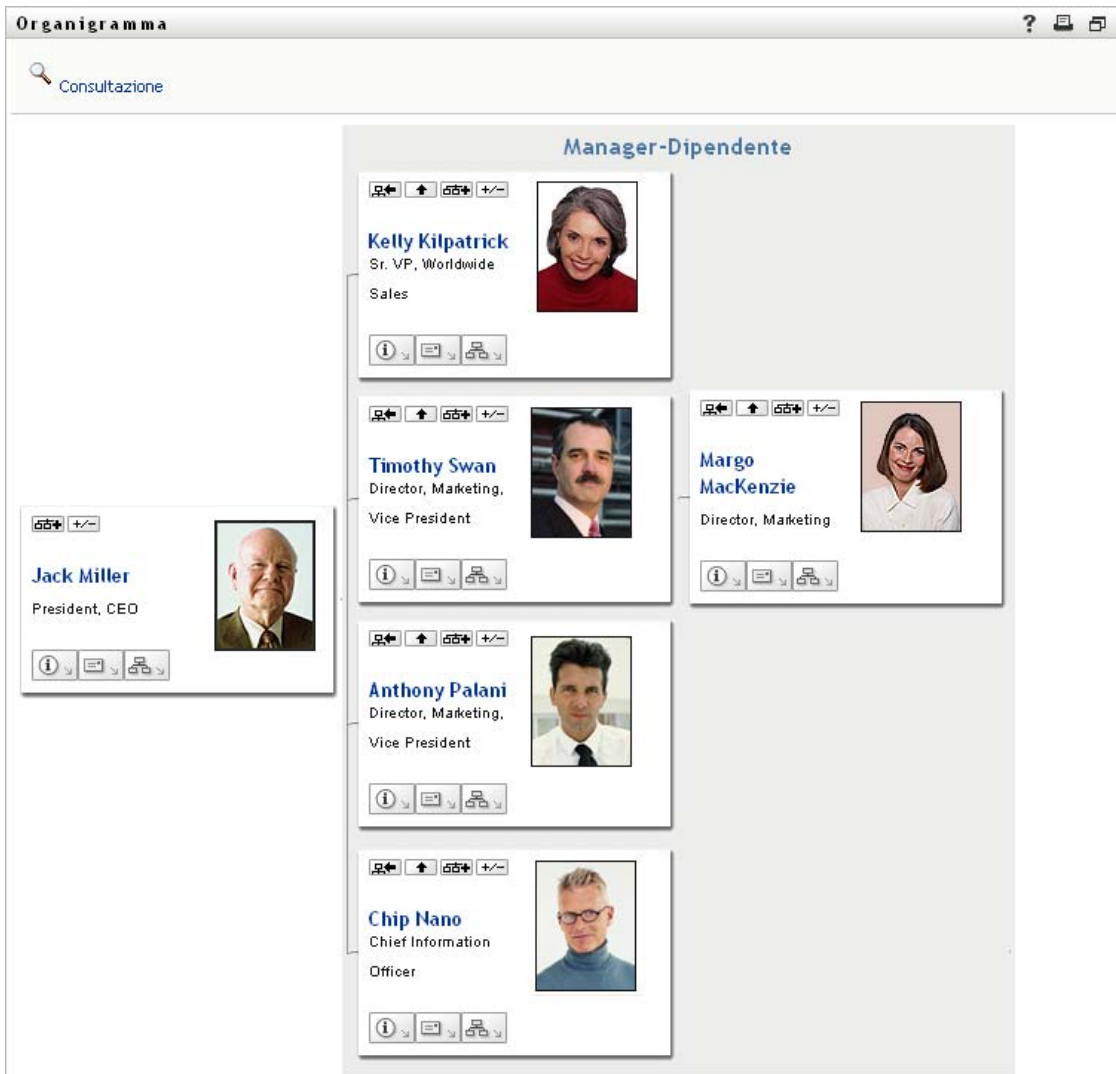 Organigramma
?
Consultazione
Manager-Dipendente
+/-
Kelly Kilpatrick
Sr. VP, Worldwide
Sales
+/-
Timothy Swan
Director, Marketing,
Vice President
+/-
Margo
MacKenzie
Director, Marketing
+/-
Jack Miller
President, CEO
+/-
Anthony Palani
Director, Marketing,
Vice President
+/-
Chip Nano
Chief Information
Officer